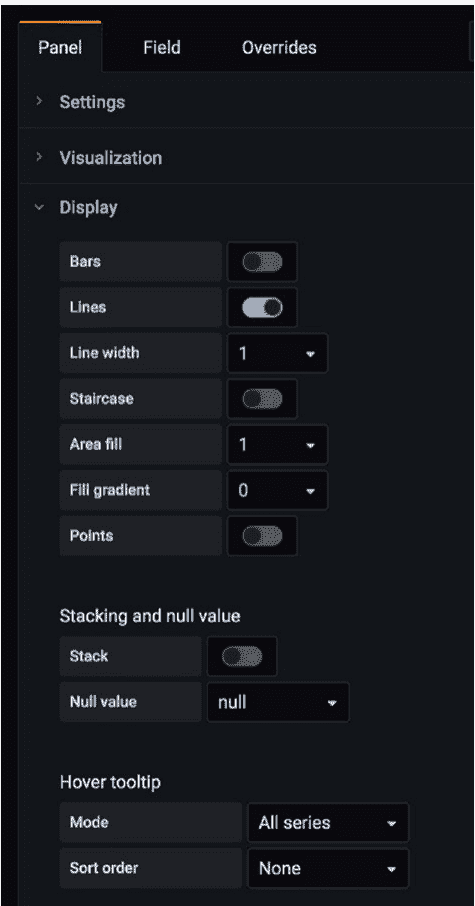 Panel Field Overrides
Settings
Visualization
Display
Bars
Lines
Line width 1
Staircase
Area fill 1
Fill gradient 0
Points
Stacking and null value
Stack
Null value null
Hover tooltip
Mode All series
Sort order None